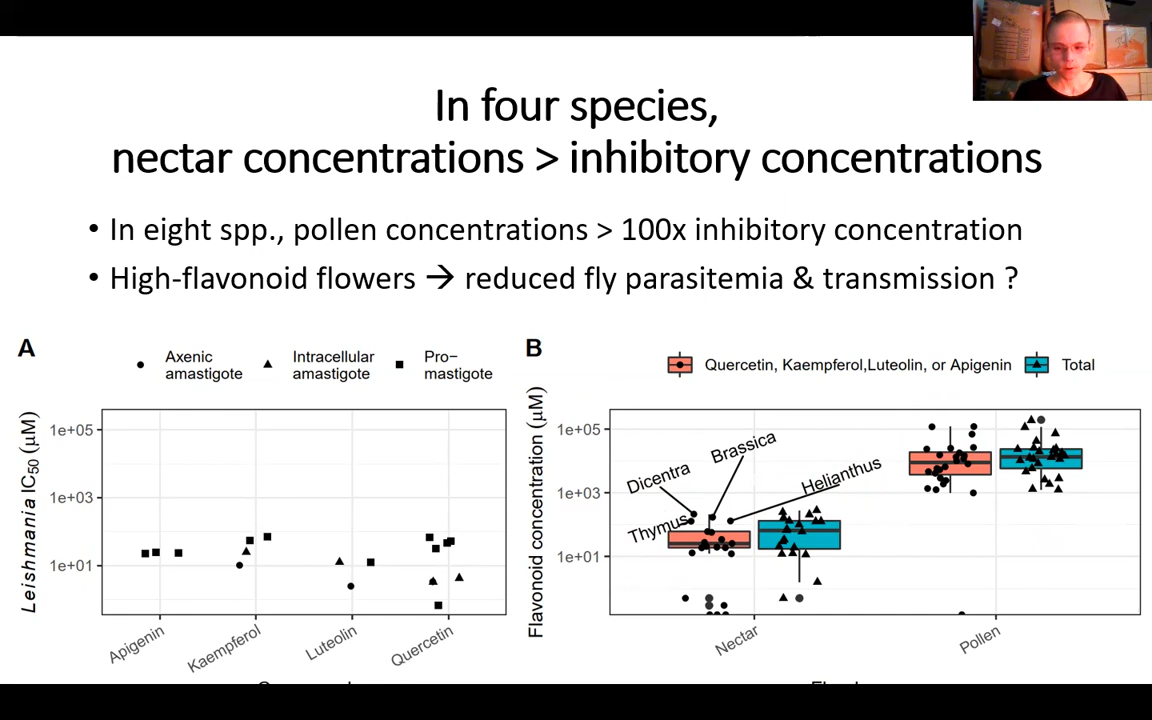 In four species,
nectar concentrations > inhibitory concentrations
• In eight spp., pollen concentrations > 100x inhibitory concentration
• High-flavonoid flowers → reduced fly parasitemia & transmission ?
A
Axenic
amastigote
Intracellular
amastigote
Pro−
mastigote
Leishmania IC50 (μM)
1e+05
1e+03
1e+01
Apigenin
Kaempferol
Luteolin
Quercetin
B
Quercetin, Kaempferol,Luteolin, or Apigenin
Total
Flavonoid concentration (μM)
1e+05
1e+03
1e+01
Dicentra
Brassica
Helianthus
Thymus
Nectar
Pollen